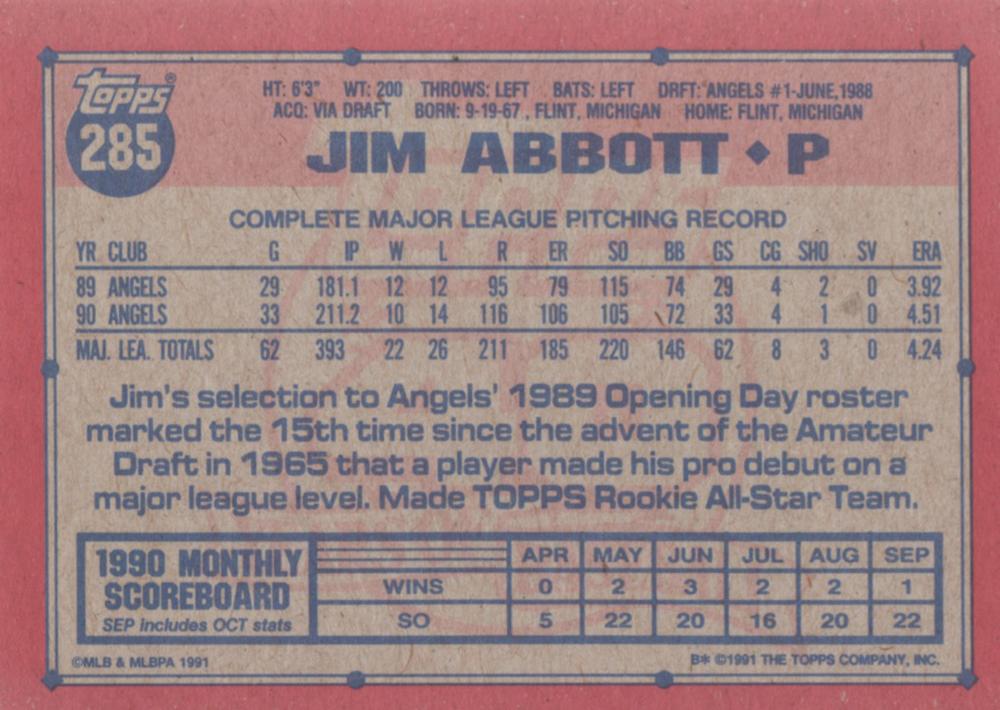 topps®
285
HT: 6'3" WT: 200 THROWS: LEFT BATS: LEFT DRFT: ANGELS #1-JUNE,1988
ACQ: VIA DRAFT BORN: 9-19-67, FLINT, MICHIGAN HOME: FLINT, MICHIGAN
JIM ABBOTT ◆ P
COMPLETE MAJOR LEAGUE PITCHING RECORD
YR CLUB G IP W L R ER SO BB GS CG SHO SV ERA
89 ANGELS 29 181.1 12 12 95 79 115 74 29 4 2 0 3.92
90 ANGELS 33 211.2 10 14 116 106 105 72 33 4 1 0 4.51
MAJ. LEA. TOTALS 62 393 22 26 211 185 220 146 62 8 3 0 4.24
Jim's selection to Angels' 1989 Opening Day roster
marked the 15th time since the advent of the Amateur
Draft in 1965 that a player made his pro debut on a
major league level. Made TOPPS Rookie All-Star Team.
1990 MONTHLY
SCOREBOARD
SEP includes OCT stats
APR MAY JUN JUL AUG SEP
WINS 0 2 3 2 2 1
SO 5 22 20 16 20 22
©MLB & MLBPA 1991
B* ©1991 THE TOPPS COMPANY, INC.